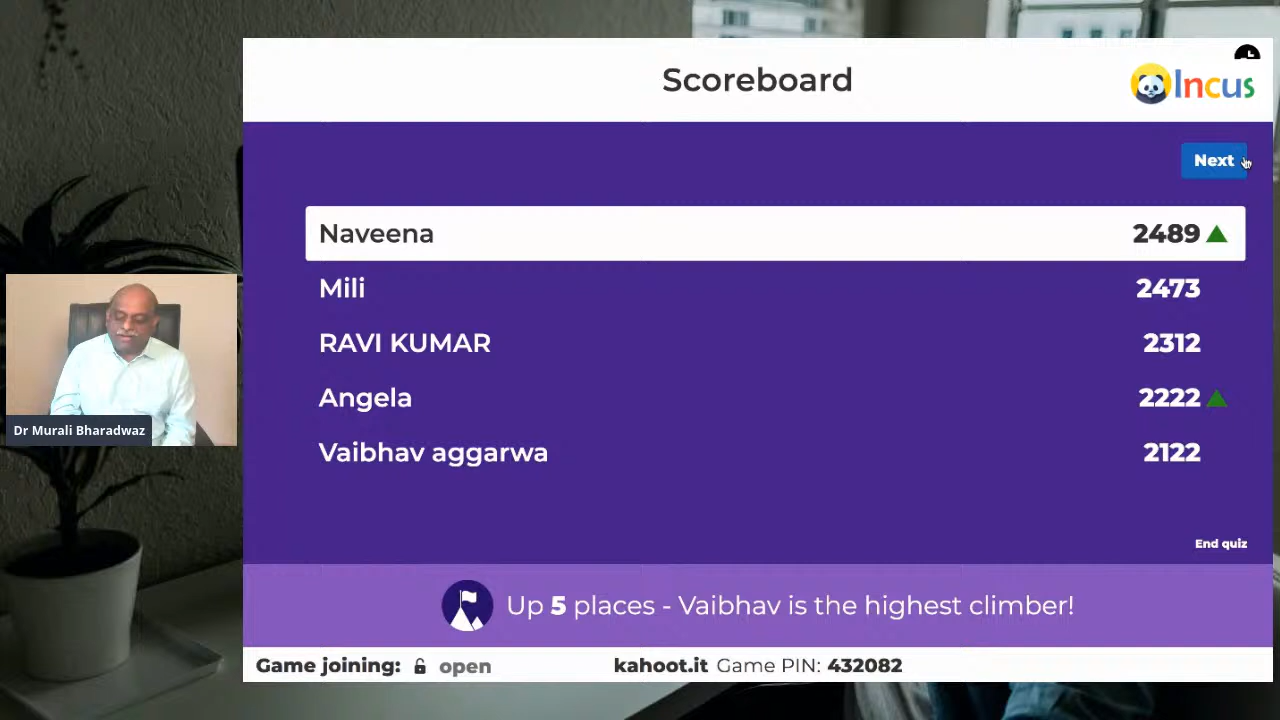 Scoreboard
Incus
Next
Naveena 2489
Mili 2473
RAVI KUMAR 2312
Angela 2222
Vaibhav aggarwa 2122
Dr Murali Bharadwaz
End quiz
Up 5 places - Vaibhav is the highest climber!
Game joining: open kahoot.it Game PIN: 432082